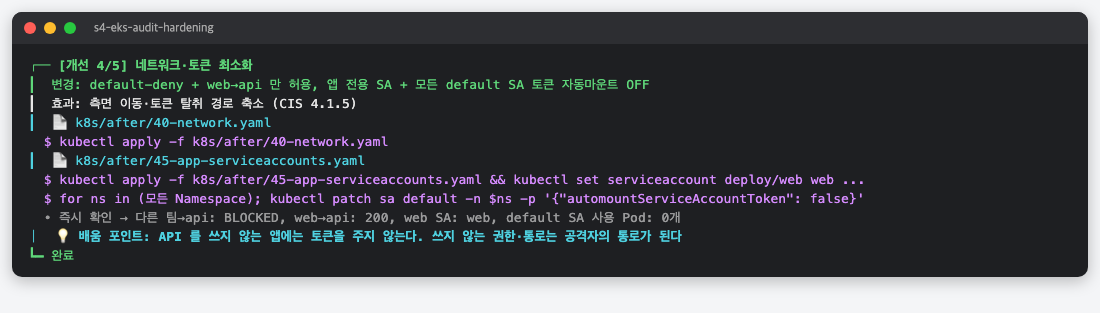 s4-eks-audit-hardening
[개선 4/5] 네트워크·토큰 최소화
변경: default-deny + web→api 만 허용, 앱 전용 SA + 모든 default SA 토큰 자동마운트 OFF
효과: 측면 이동·토큰 탈취 경로 축소 (CIS 4.1.5)
k8s/after/40-network.yaml
$ kubectl apply -f k8s/after/40-network.yaml
k8s/after/45-app-serviceaccounts.yaml
$ kubectl apply -f k8s/after/45-app-serviceaccounts.yaml && kubectl set serviceaccount deploy/web web ...
$ for ns in (모든 Namespace); kubectl patch sa default -n $ns -p '{"automountServiceAccountToken": false}'
• 즉시 확인 → 다른 팀→api: BLOCKED, web→api: 200, web SA: web, default SA 사용 Pod: 0개
💡 배움 포인트: API 를 쓰지 않는 앱에는 토큰을 주지 않는다. 쓰지 않는 권한·통로는 공격자의 통로가 된다
완료